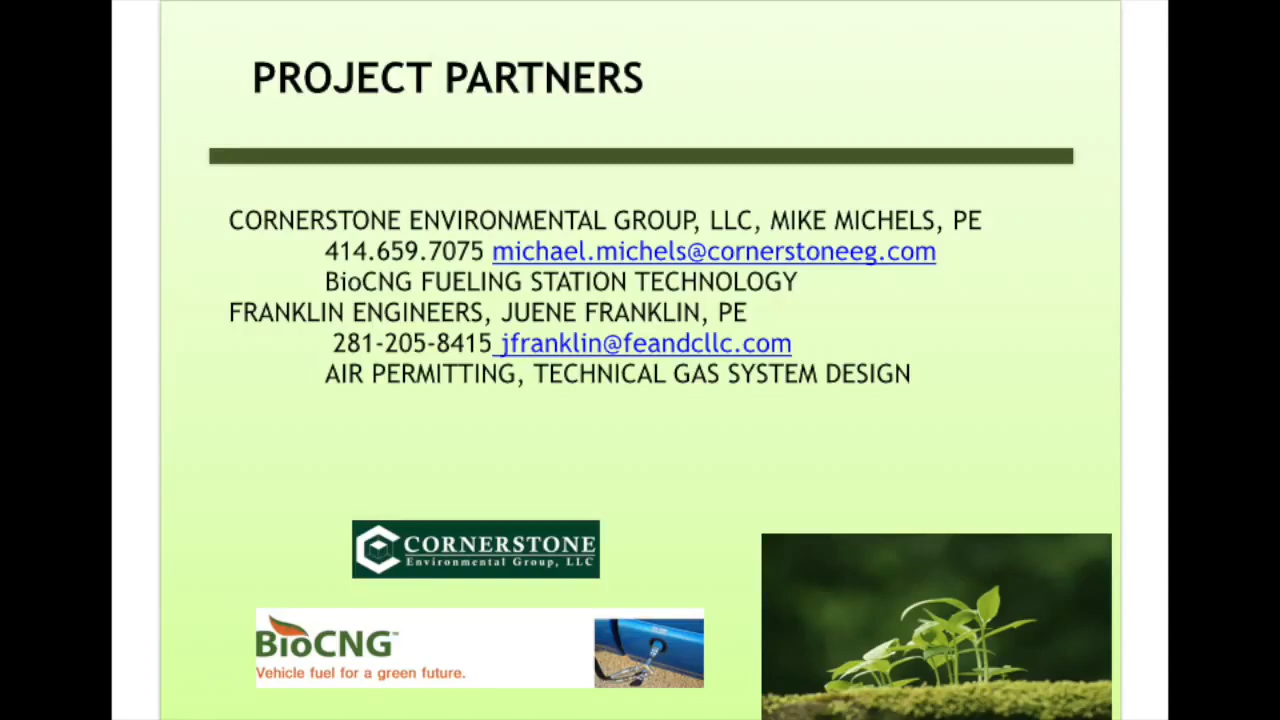 PROJECT PARTNERS
CORNERSTONE ENVIRONMENTAL GROUP, LLC, MIKE MICHELS, PE
414.659.7075 michael.michels@cornerstoneeg.com
BioCNG FUELING STATION TECHNOLOGY
FRANKLIN ENGINEERS, JUENE FRANKLIN, PE
281-205-8415 jfranklin@feandcllc.com
AIR PERMITTING, TECHNICAL GAS SYSTEM DESIGN
CORNERSTONE
Environmental Group, LLC
BioCNG™
Vehicle fuel for a green future.